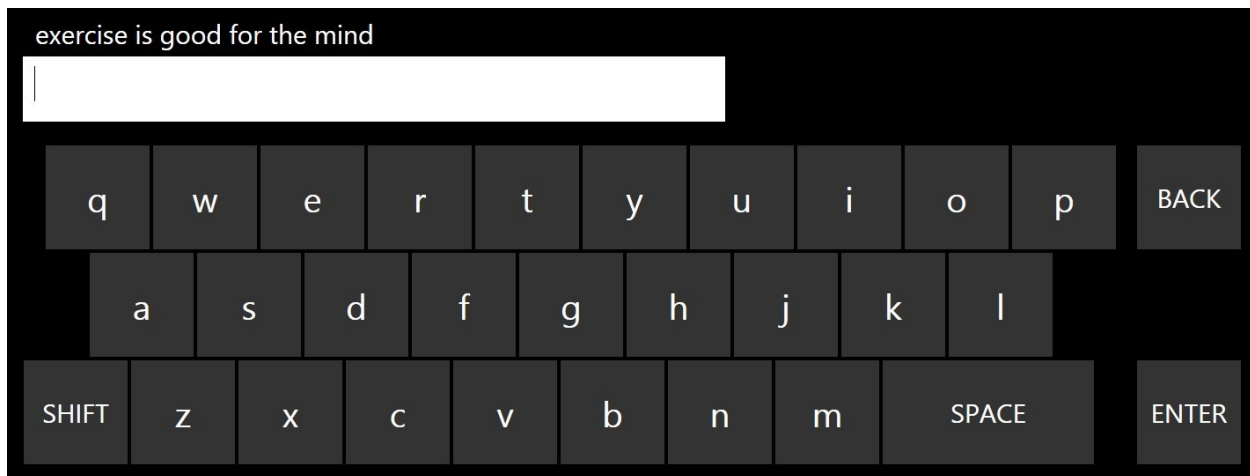 exercise is good for the mind
q w e r t y u i o p BACK
a s d f g h j k l
SHIFT z x c v b n m SPACE ENTER